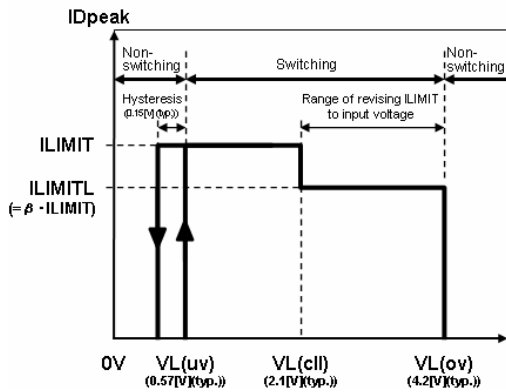 IDpeak
Non-
switching
Switching
Non-
switching
Hysteresis
(0.15[V](typ.))
Range of revising ILIMIT
to input voltage
ILIMIT
ILIMITL
(= β・ILIMIT)
0V
VL(uv)
(0.57[V](typ.))
VL(cll)
(2.1[V](typ.))
VL(ov)
(4.2[V](typ.))